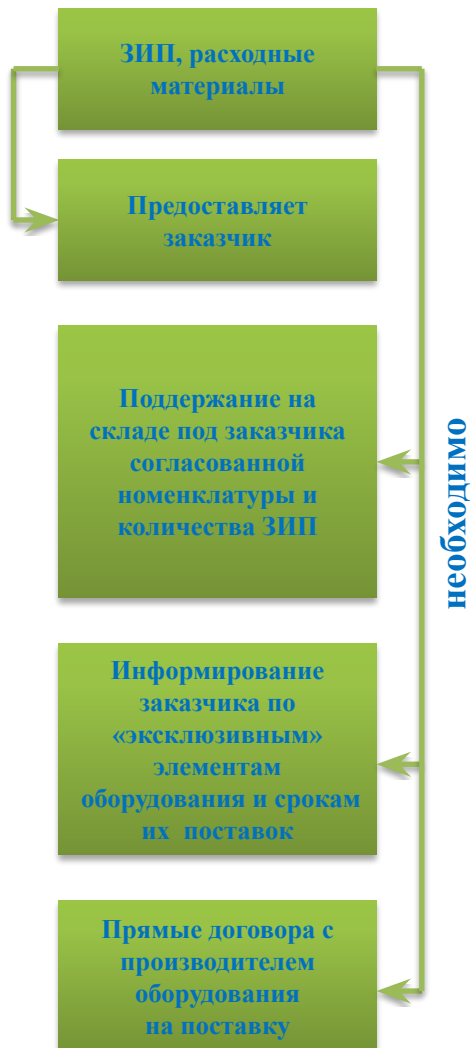 ЗИП, расходные
материалы
Предоставляет
заказчик
Поддержание на
складе под заказчика
согласованной
номенклатуры и
количества ЗИП
необходимо
Информирование
заказчика по
«эксклюзивным»
элементам
оборудования и срокам
их поставок
Прямые договора с
производителем
оборудования
на поставку